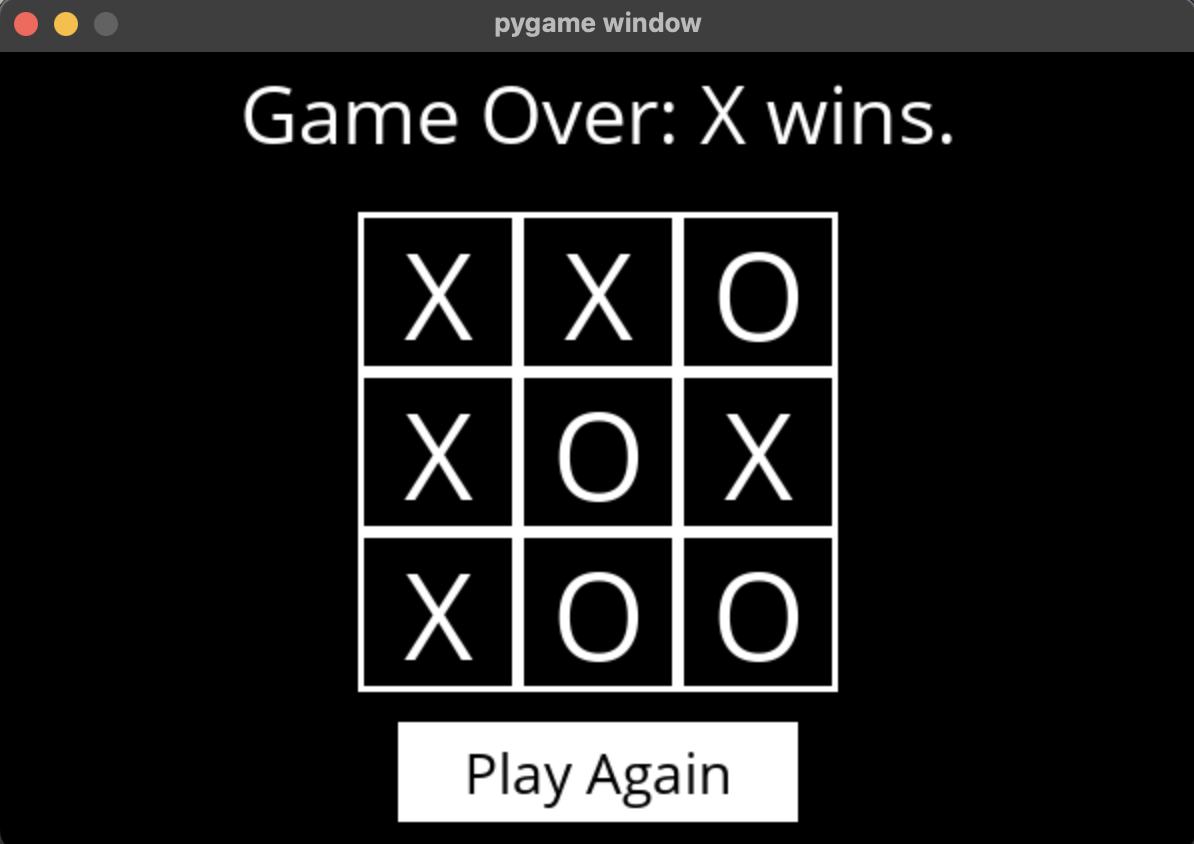 pygame window
Game Over: X wins.
X X O
X O X
X O O
Play Again